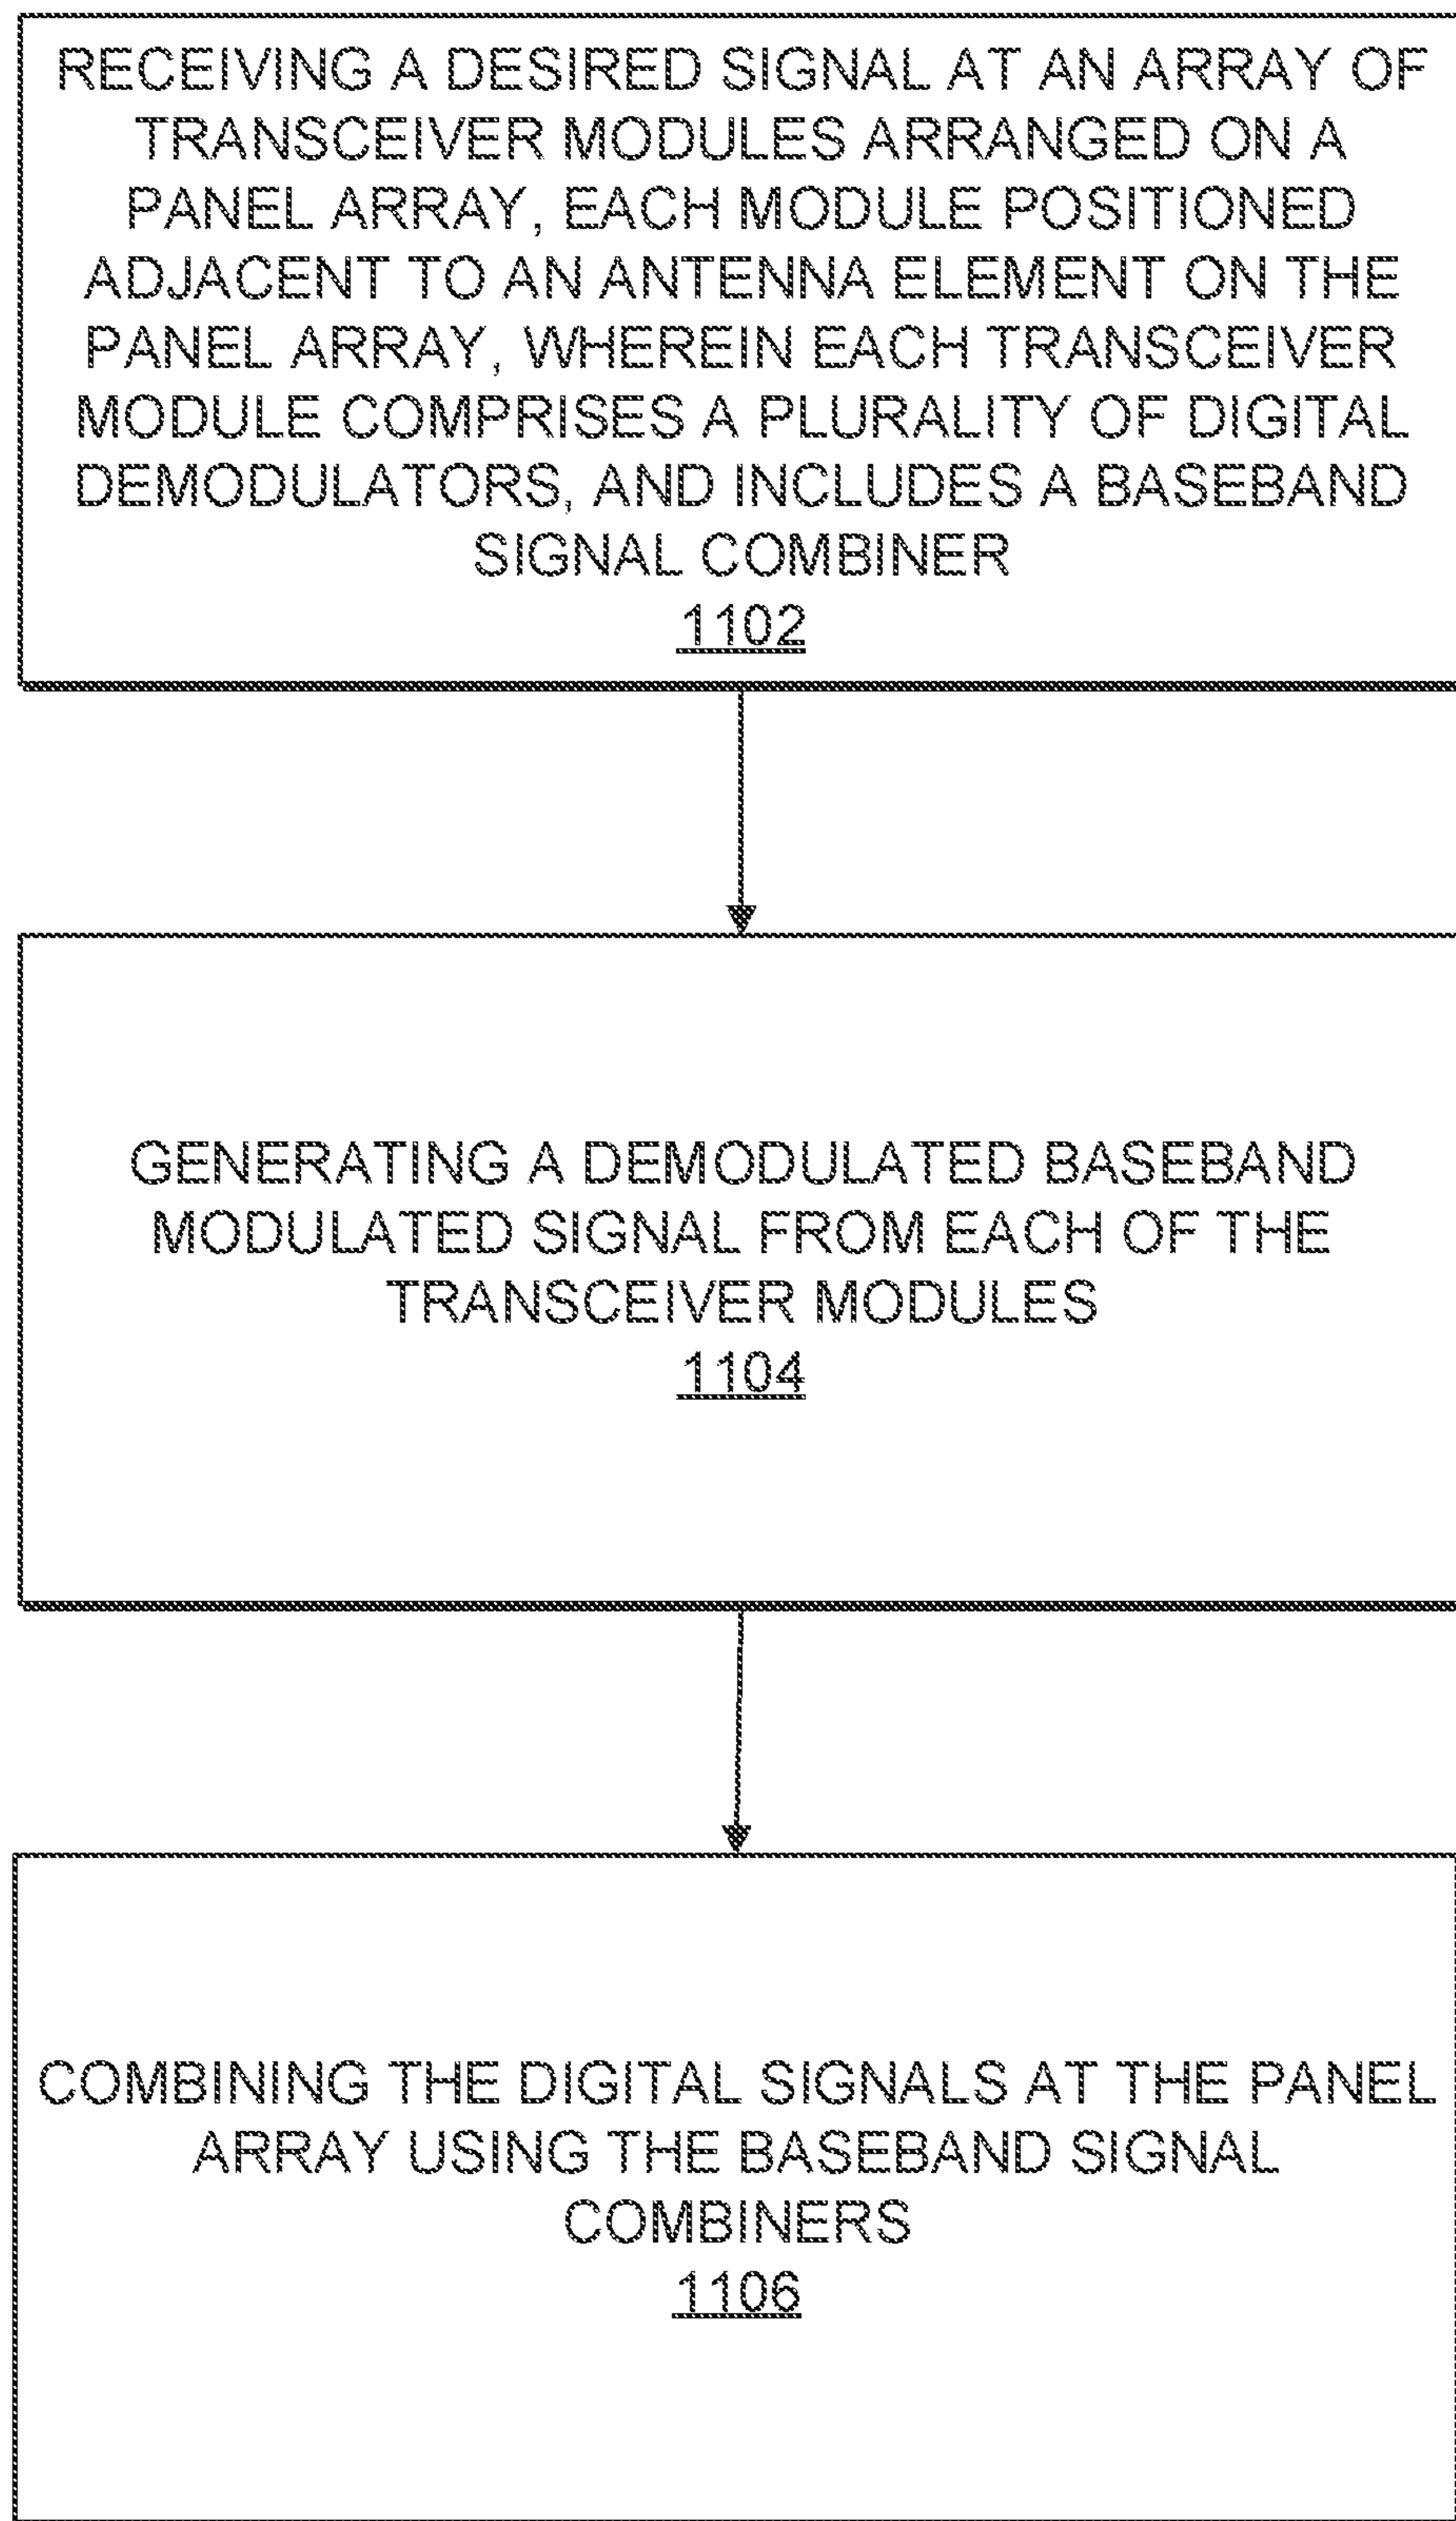 RECEIVING A DESIRED SIGNAL AT AN ARRAY OF
TRANSCEIVER MODULES ARRANGED ON A
PANEL ARRAY, EACH MODULE POSITIONED
ADJACENT TO AN ANTENNA ELEMENT ON THE
PANEL ARRAY, WHEREIN EACH TRANSCEIVER
MODULE COMPRISES A PLURALITY OF DIGITAL
DEMODULATORS, AND INCLUDES A BASEBAND
SIGNAL COMBINER
1102
GENERATING A DEMODULATED BASEBAND
MODULATED SIGNAL FROM EACH OF THE
TRANSCEIVER MODULES
1104
COMBINING THE DIGITAL SIGNALS AT THE PANEL
ARRAY USING THE BASEBAND SIGNAL
COMBINERS
1106